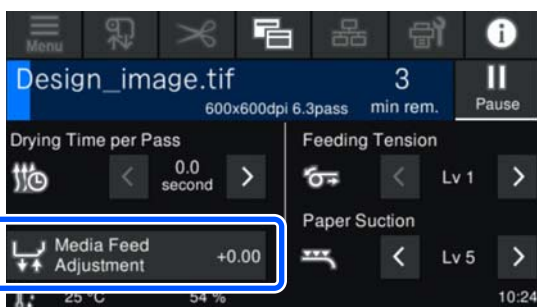 Menu
Design_image.tif
3
600x600dpi 6.3pass
min rem.
Pause
Drying Time per Pass
0.0
second
Feeding Tension
Lv 1
Media Feed
Adjustment
+0.00
Paper Suction
Lv 5
25 °C
54 %
10:24